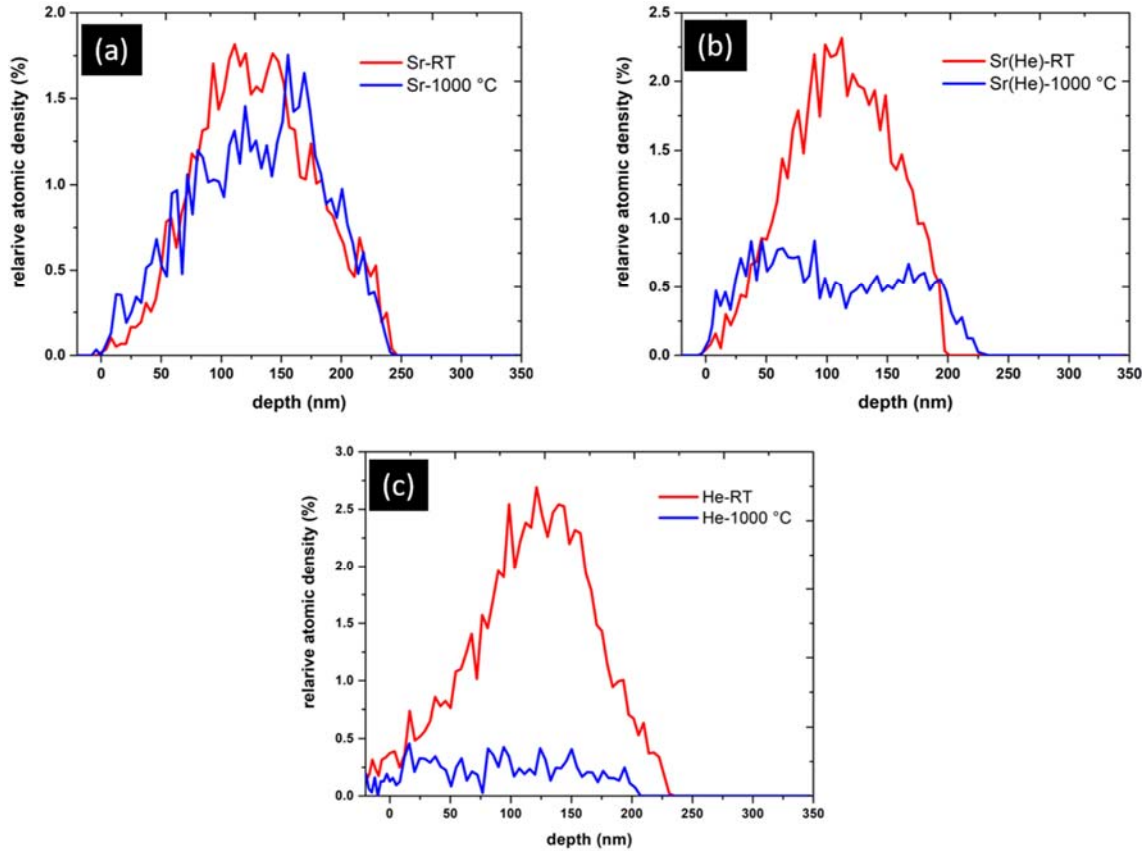 (a)
Sr-RT
Sr-1000 °C
relarive atomic density (%)
2.0
1.5
1.0
0.5
0.0
0 50 100 150 200 250 300 350
depth (nm)
(b)
Sr(He)-RT
Sr(He)-1000 °C
relarive atomic density (%)
2.5
2.0
1.5
1.0
0.5
0.0
0 50 100 150 200 250 300 350
depth (nm)
(c)
He-RT
He-1000 °C
relarive atomic density (%)
3.0
2.5
2.0
1.5
1.0
0.5
0.0
0 50 100 150 200 250 300 350
depth (nm)